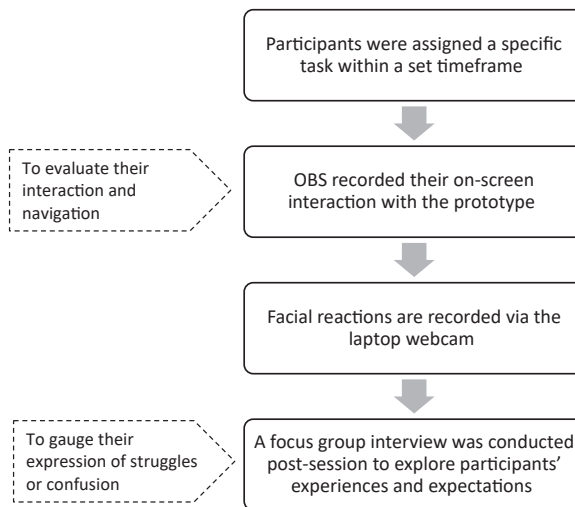 Participants were assigned a specific
task within a set timeframe
To evaluate their
interaction and
navigation
OBS recorded their on-screen
interaction with the prototype
Facial reactions are recorded via the
laptop webcam
To gauge their
expression of struggles
or confusion
A focus group interview was conducted
post-session to explore participants'
experiences and expectations